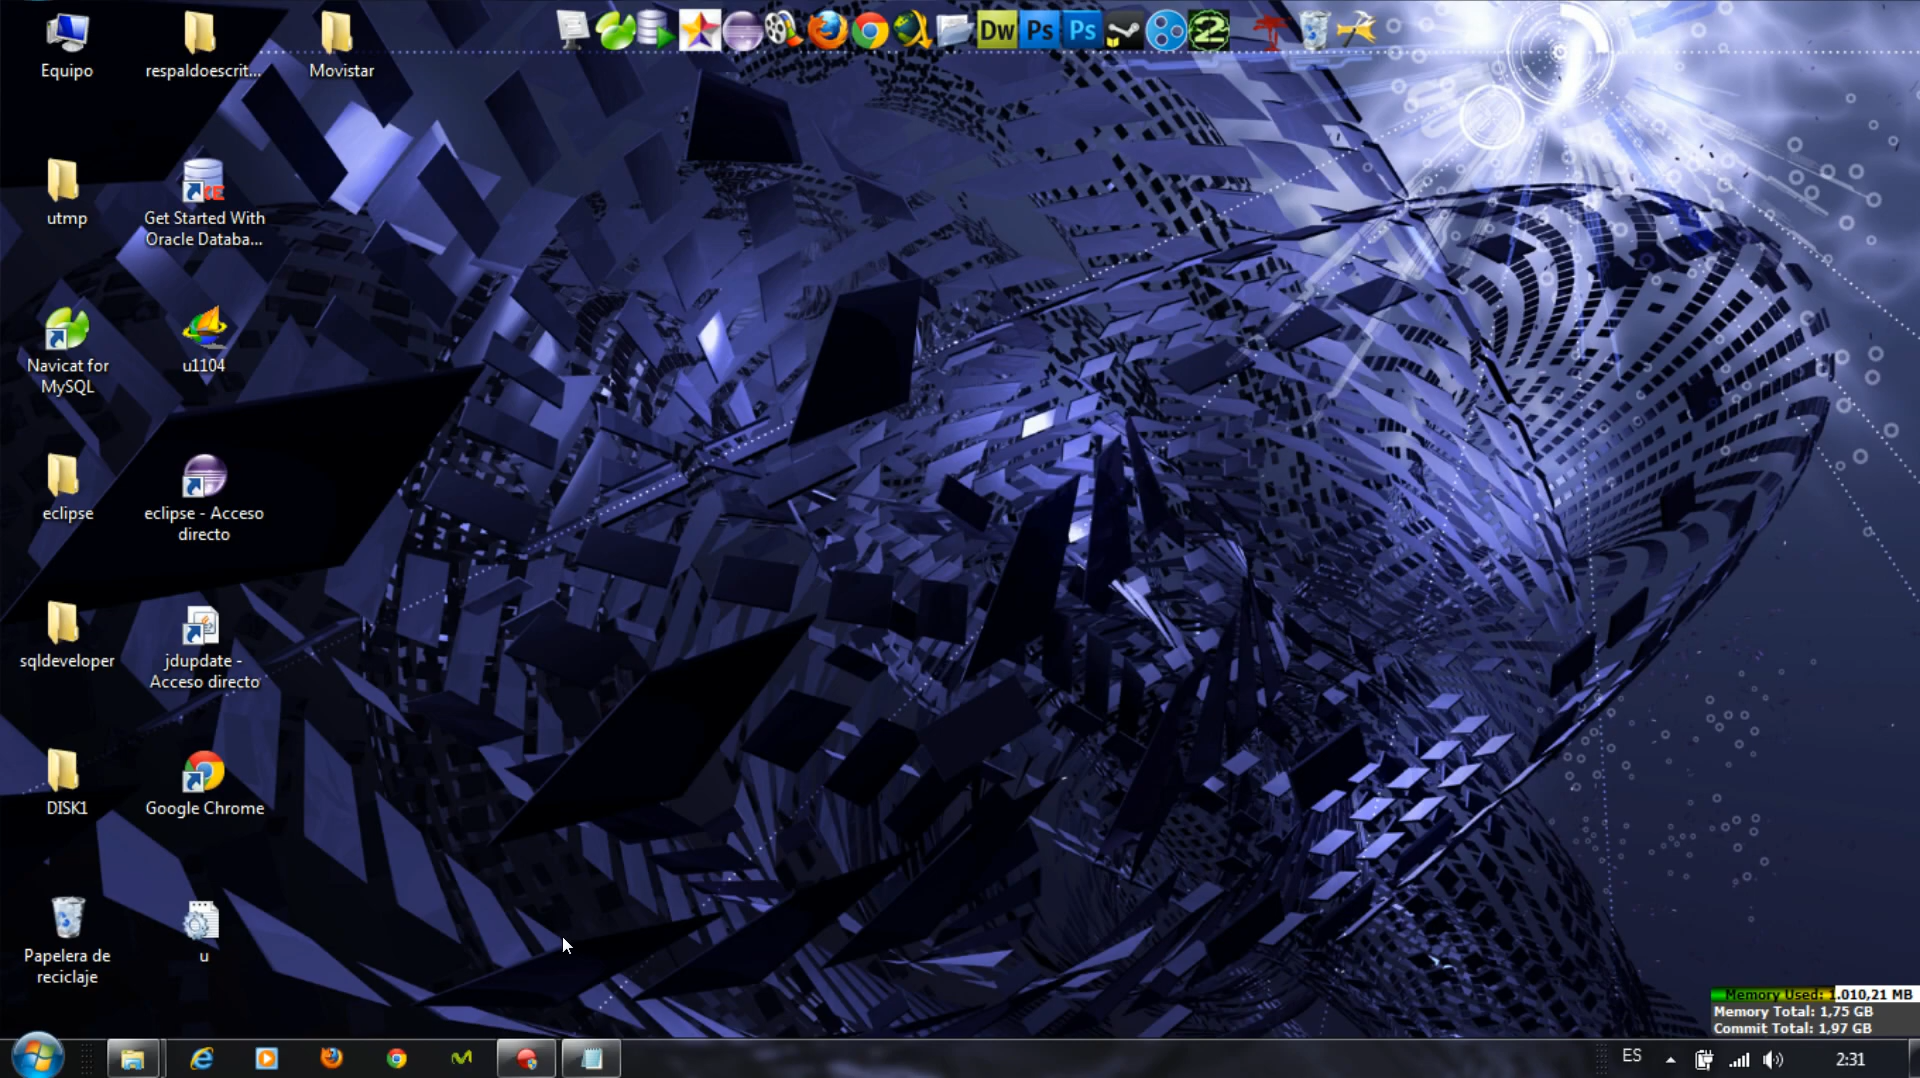 Equipo
respaldoescrit...
Movistar
Dw
Ps
Ps
2
utmp
XE
Get Started With
Oracle Databa...
Navicat for
MySQL
u1104
eclipse
eclipse - Acceso
directo
sqldeveloper
jdupdate -
Acceso directo
DISK1
Google Chrome
Papelera de
reciclaje
u
Memory Used: 1.010,21 MB
Memory Total: 1,75 GB
Commit Total: 1,97 GB
ES
2:31